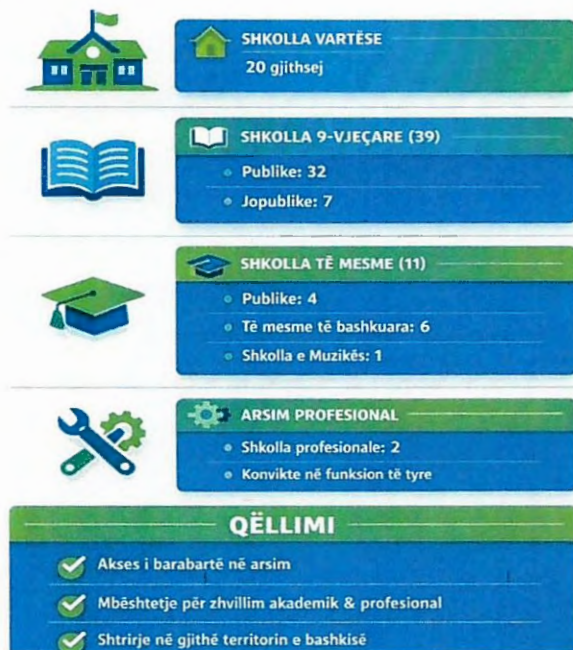 SHKOLLA VARTËSE
20 gjithsej
SHKOLLA 9-VJEÇARE (39)
Publike: 32
Jopublike: 7
SHKOLLA TË MESME (11)
Publike: 4
Të mesme të bashkuara: 6
Shkolla e Muzikës: 1
ARSIM PROFESIONAL
Shkolla profesionale: 2
Konvikte në funksion të tyre
QËLLIMI
Akses i barabartë në arsim
Mbështetje për zhvillim akademik & profesional
Shtrirje në gjithë territorin e bashkisë